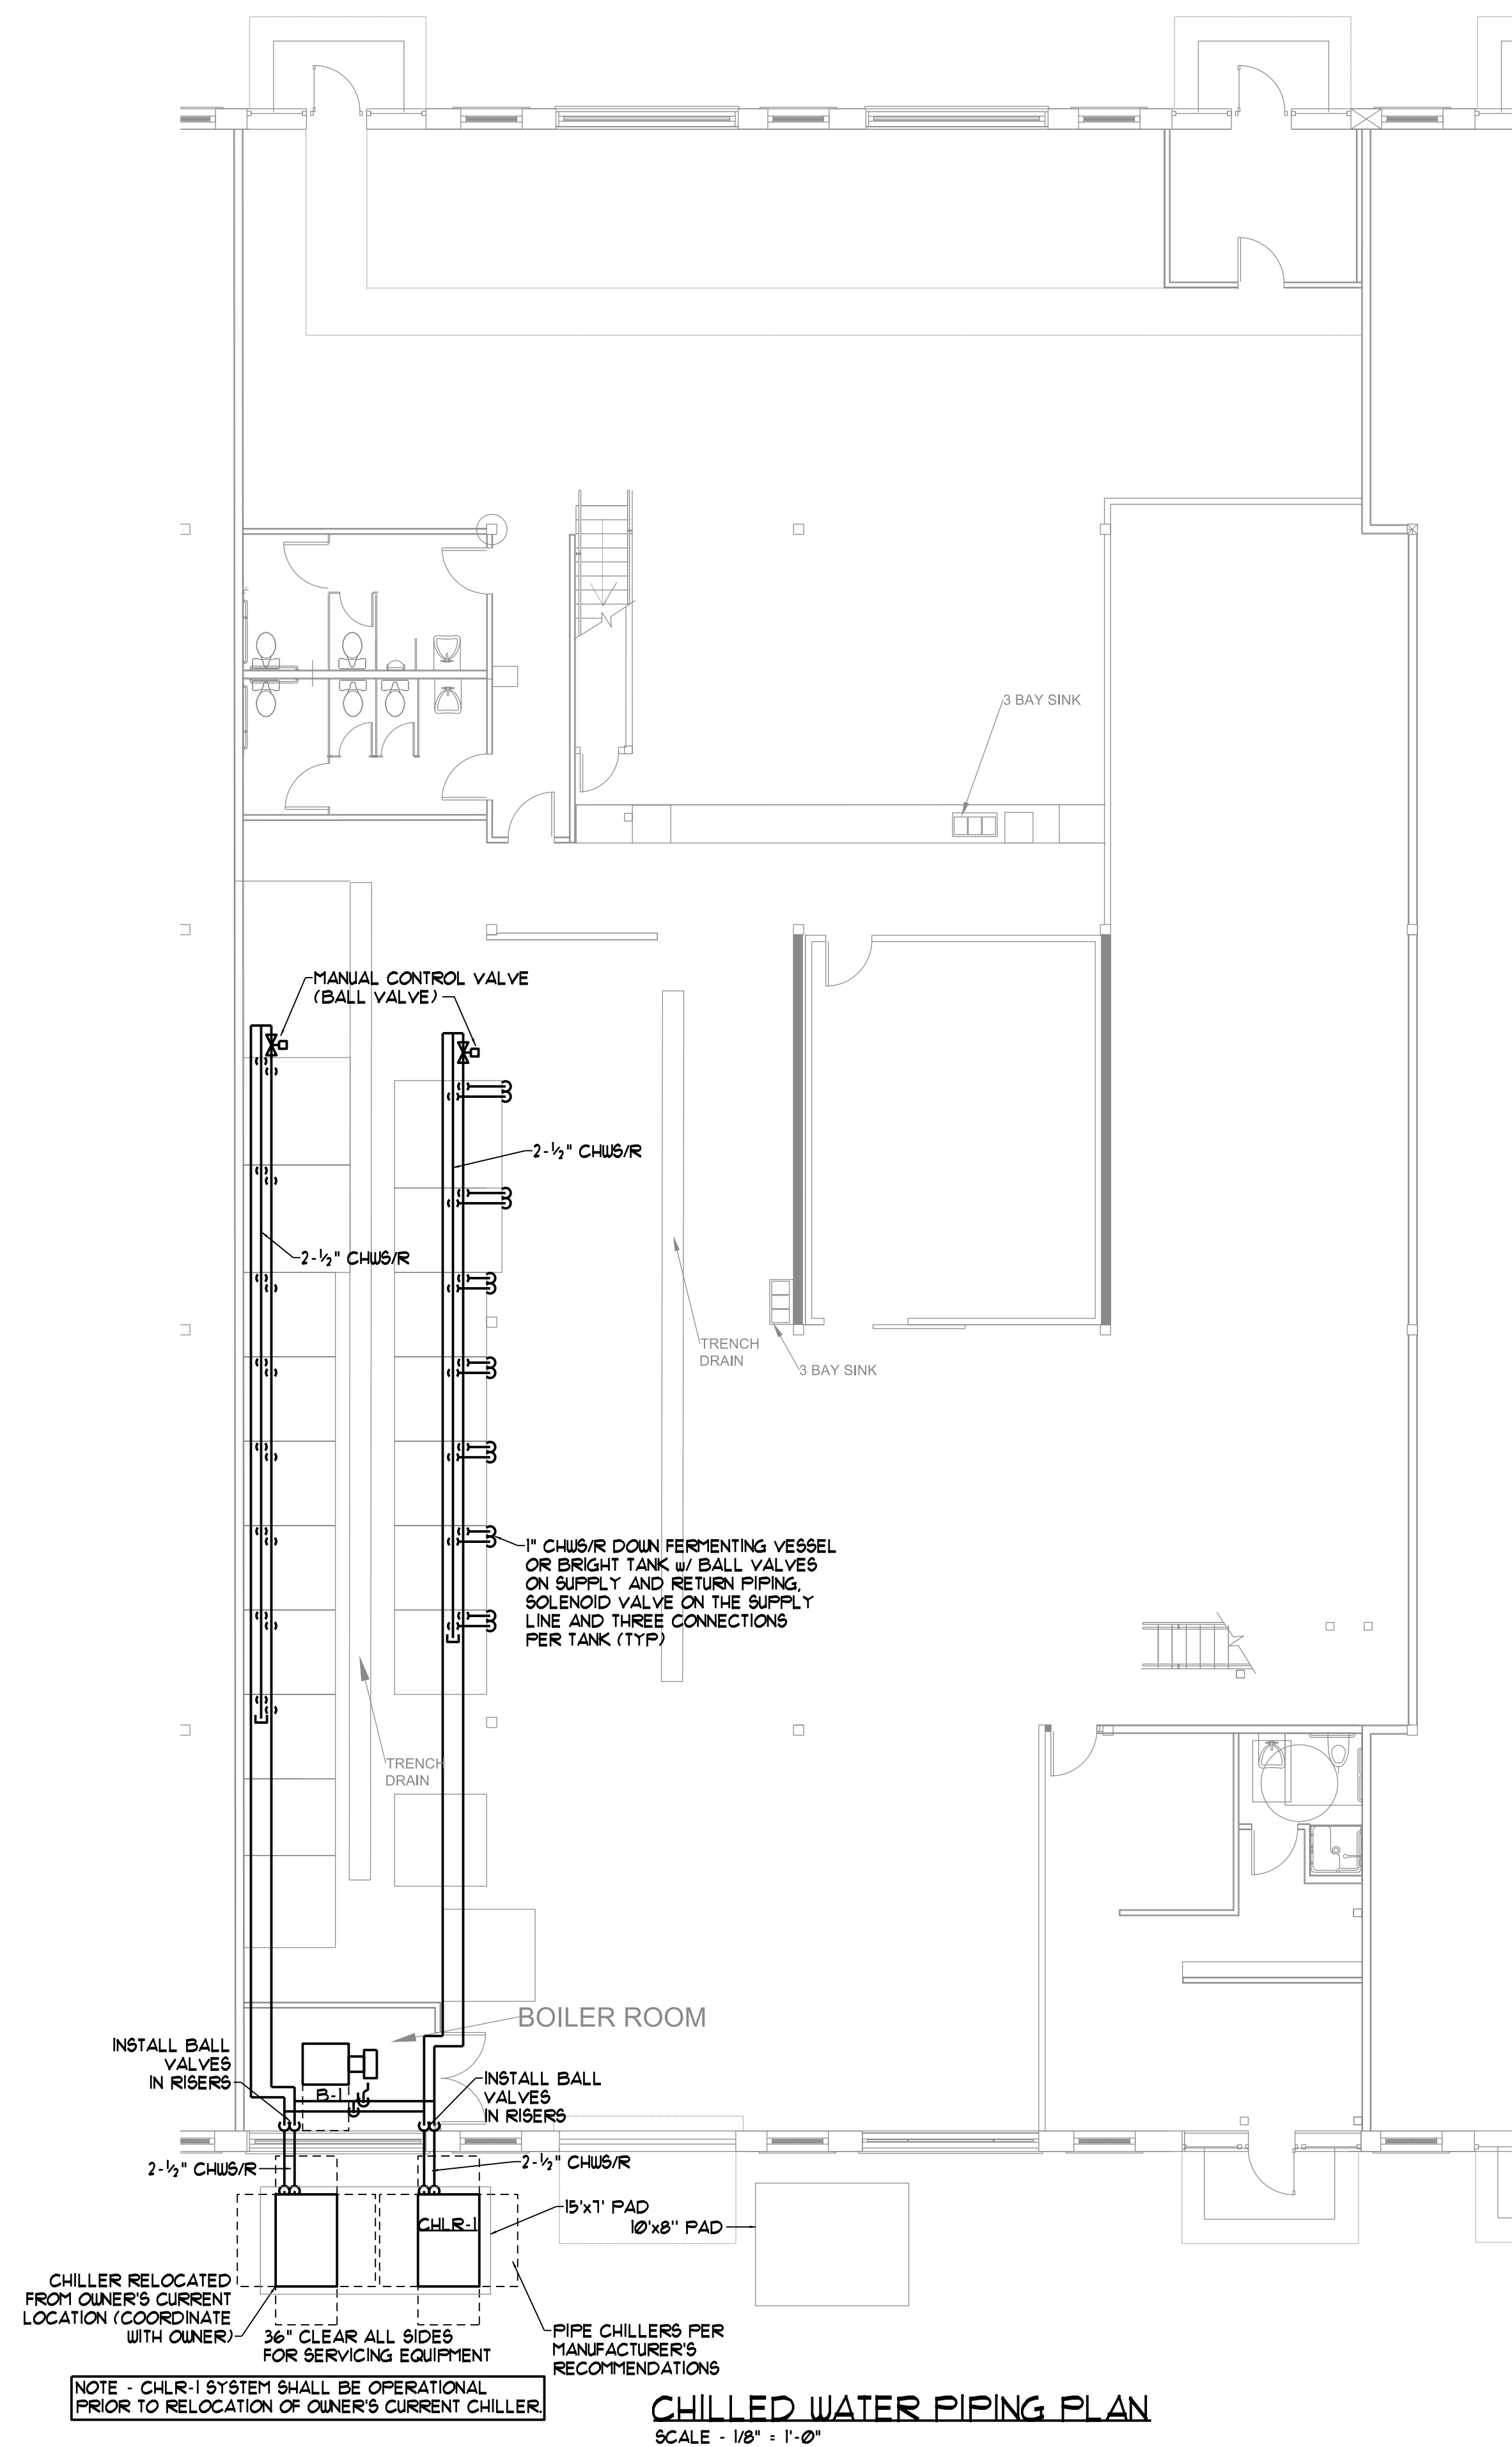 3 BAY SINK
MANUAL CONTROL VALVE
(BALL VALVE)
2-½" CHWS/R
2-½" CHWS/R
TRENCH
DRAIN
3 BAY SINK
1" CHWS/R DOWN FERMENTING VESSEL
OR BRIGHT TANK w/ BALL VALVES
ON SUPPLY AND RETURN PIPING,
SOLENOID VALVE ON THE SUPPLY
LINE AND THREE CONNECTIONS
PER TANK (TYP)
TRENCH
DRAIN
BOILER ROOM
INSTALL BALL
VALVES
IN RISERS
B-1
INSTALL BALL
VALVES
IN RISERS
2-½" CHWS/R
2-½" CHWS/R
15'x7' PAD
10'x8'' PAD
CHLR-1
CHILLER RELOCATED
FROM OWNER'S CURRENT
LOCATION (COORDINATE
WITH OWNER)
36" CLEAR ALL SIDES
FOR SERVICING EQUIPMENT
PIPE CHILLERS PER
MANUFACTURER'S
RECOMMENDATIONS
NOTE - CHLR-1 SYSTEM SHALL BE OPERATIONAL
PRIOR TO RELOCATION OF OWNER'S CURRENT CHILLER.
CHILLED WATER PIPING PLAN
SCALE - 1/8" = 1'-0"